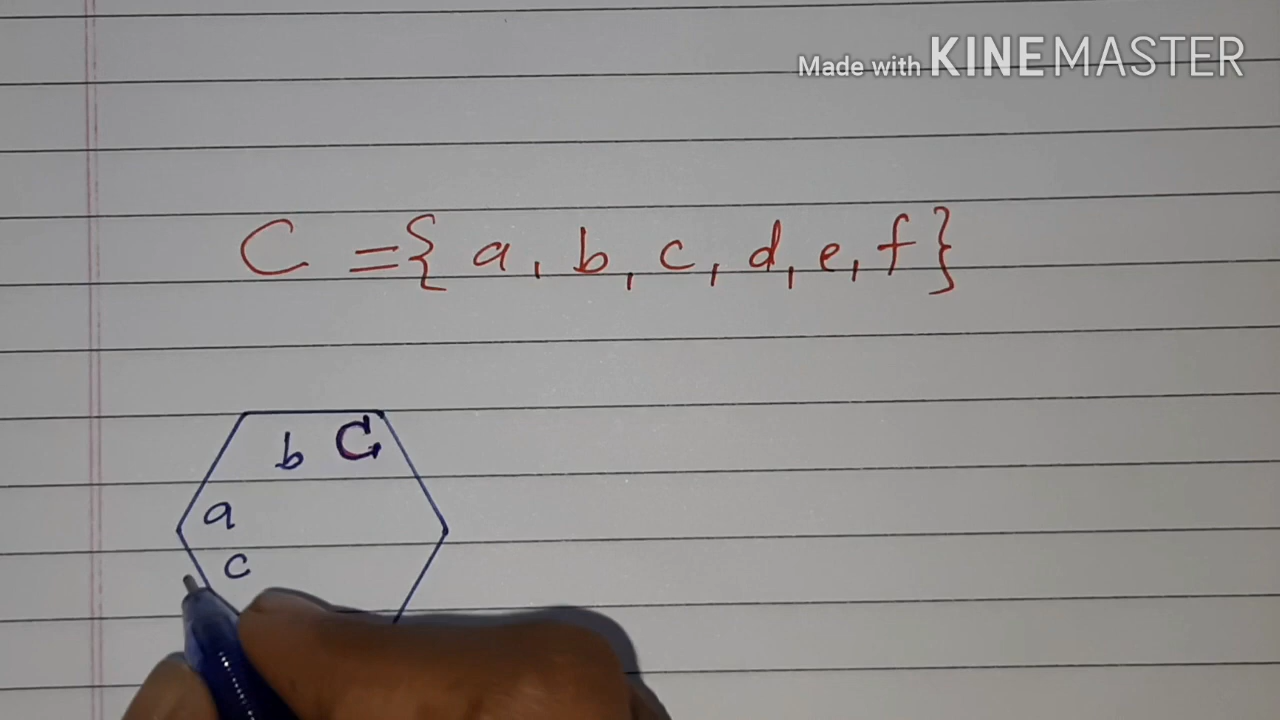 Made with KINEMASTER
C = { a, b, c, d, e, f }
b C
a
c